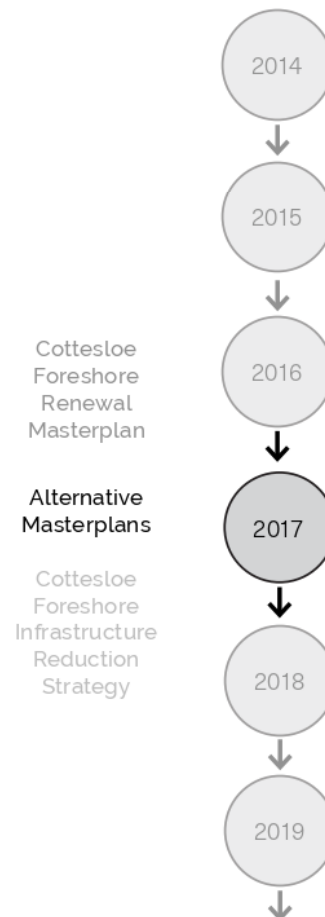 2014
2015
Cottesloe
Foreshore
Renewal
Masterplan
2016
Alternative
Masterplans
2017
Cottesloe
Foreshore
Infrastructure
Reduction
Strategy
2018
2019